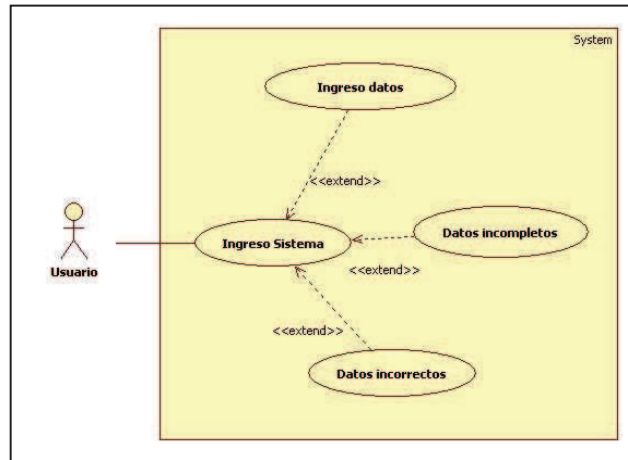 System
Ingreso datos
<<extend>>
Ingreso Sistema
Datos incompletos
<<extend>>
Usuario
<<extend>>
Datos incorrectos